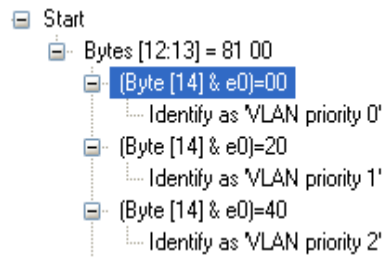 Start
Bytes [12:13] = 81 00
(Byte [14] & e0)=00
Identify as 'VLAN priority 0'
(Byte [14] & e0)=20
Identify as 'VLAN priority 1'
(Byte [14] & e0)=40
Identify as 'VLAN priority 2'